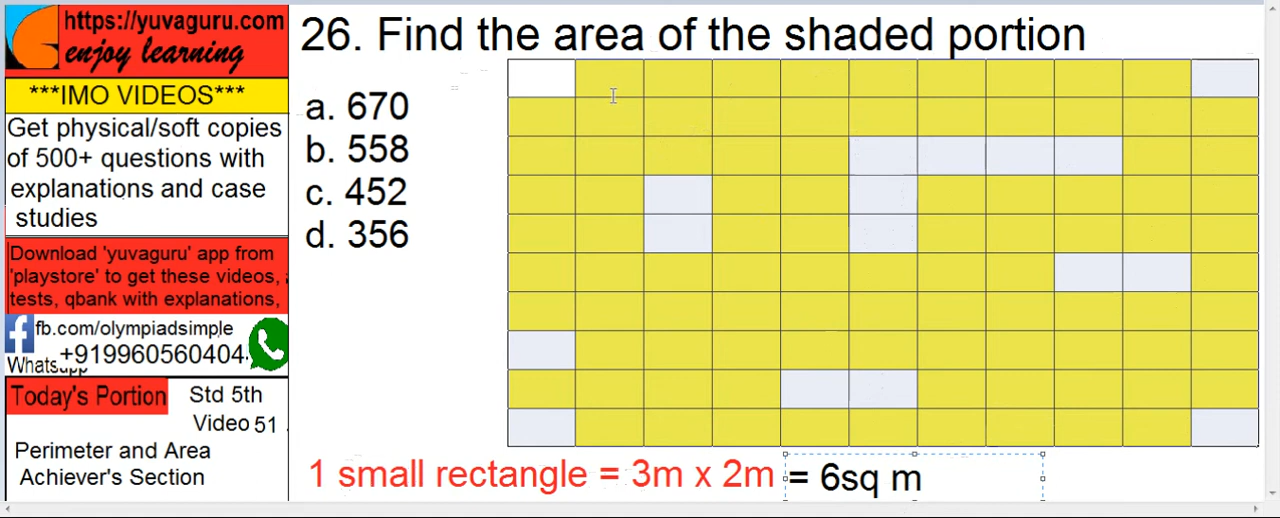 https://yuvaguru.com
enjoy learning
***IMO VIDEOS***
Get physical/soft copies
of 500+ questions with
explanations and case
studies
Download 'yuvaguru' app from
'playstore' to get these videos,
tests, qbank with explanations,
fb.com/olympiadsimple
Whatsapp +919960560404
Today's Portion Std 5th
Video 51
Perimeter and Area
Achiever's Section
26. Find the area of the shaded portion
a. 670
b. 558
c. 452
d. 356
1 small rectangle = 3m x 2m = 6sq m